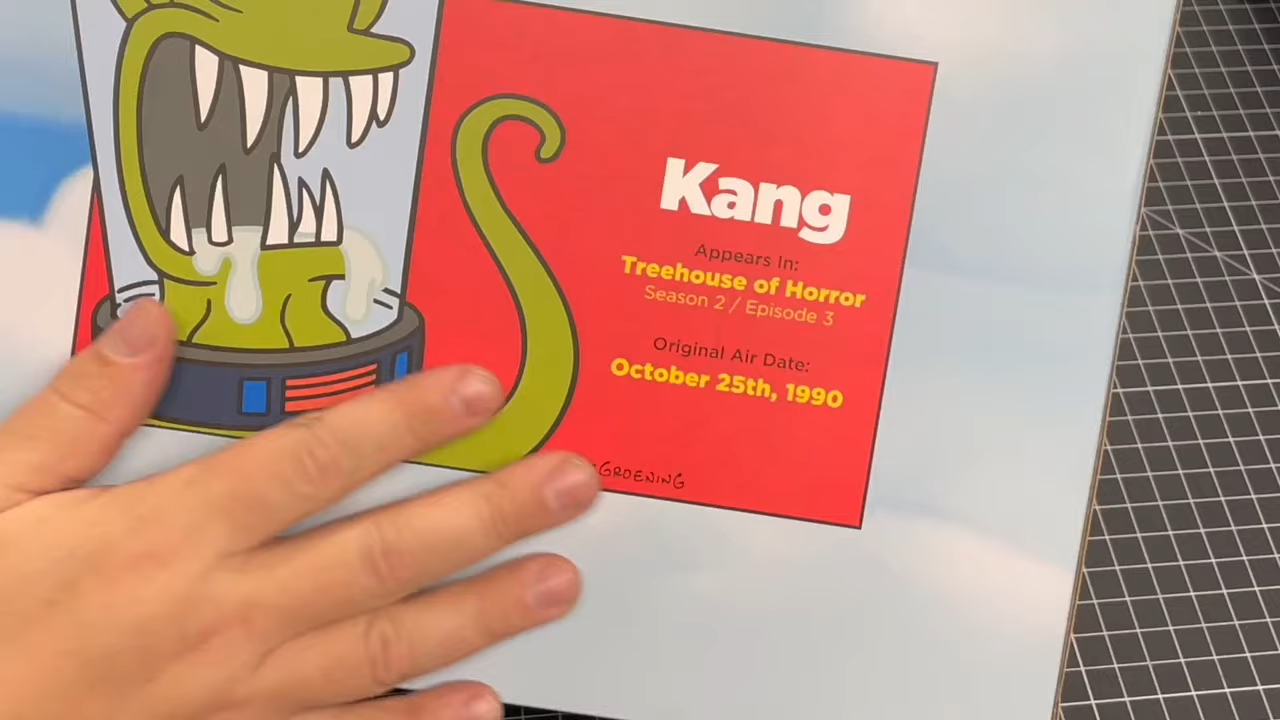 Kang
Appears In:
Treehouse of Horror
Season 2 / Episode 3
Original Air Date:
October 25th, 1990
GROENING